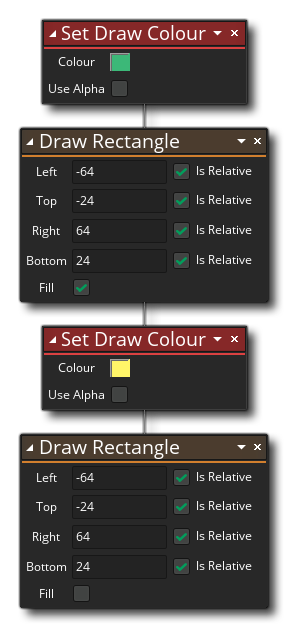 Set Draw Colour
Colour
Use Alpha
Draw Rectangle
Left -64 Is Relative
Top -24 Is Relative
Right 64 Is Relative
Bottom 24 Is Relative
Fill
Set Draw Colour
Colour
Use Alpha
Draw Rectangle
Left -64 Is Relative
Top -24 Is Relative
Right 64 Is Relative
Bottom 24 Is Relative
Fill